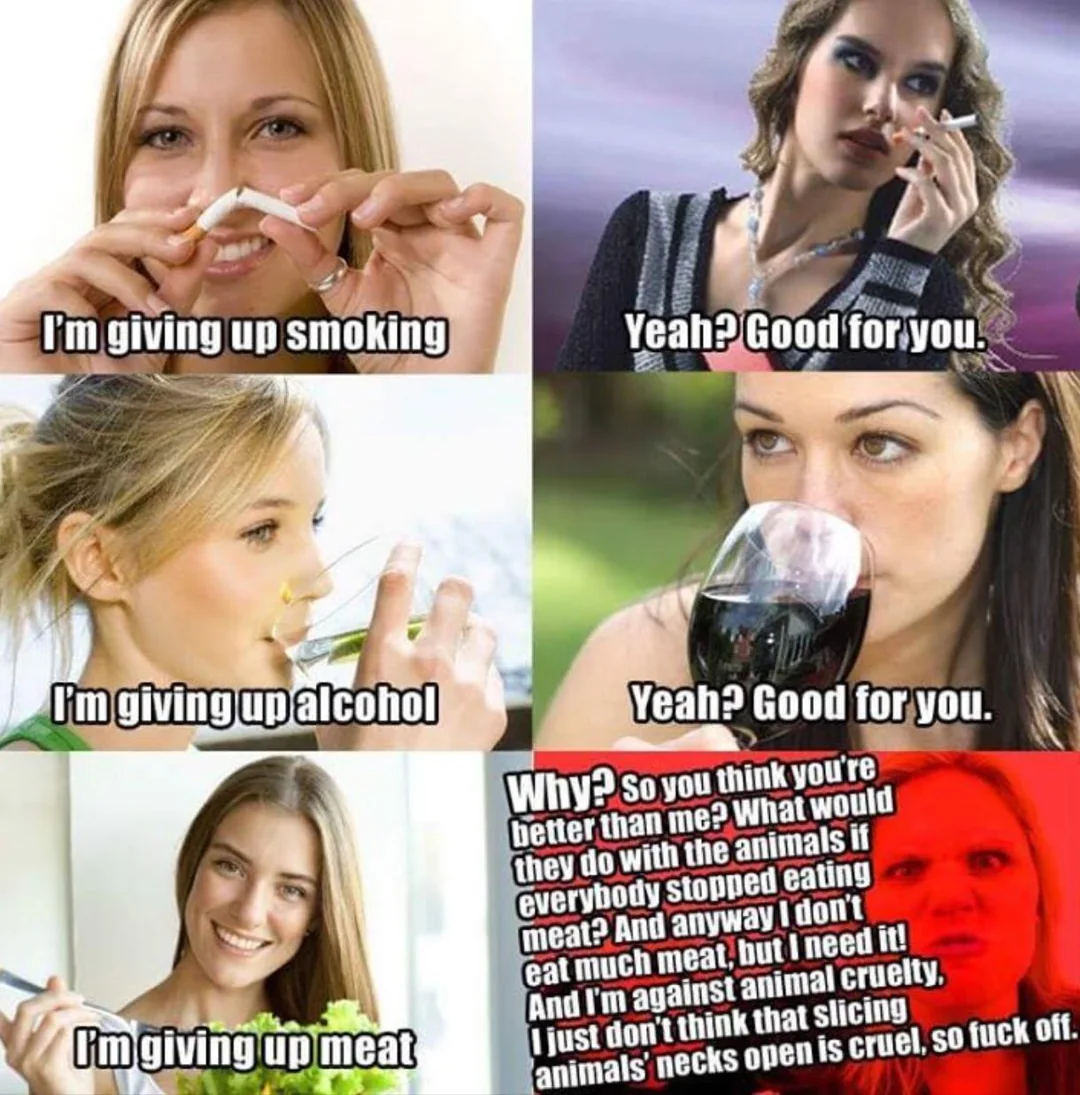 I'm giving up smoking
Yeah? Good for you.
I'm giving up alcohol
Yeah? Good for you.
I'm giving up meat
Why? So you think you're
better than me? What would
they do with the animals if
everybody stopped eating
meat? And anyway I don't
eat much meat, but I need it!
And I'm against animal cruelty,
I just don't think that slicing
animals' necks open is cruel, so fuck off.